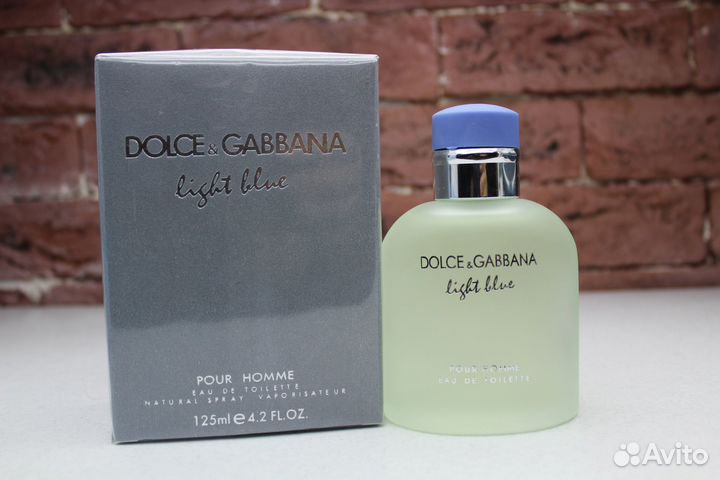 DOLCE & GABBANA
light blue
POUR HOMME
EAU DE TOILETTE
NATURAL SPRAY VAPORISATEUR
125ml e 4.2 FL.OZ.
DOLCE & GABBANA
light blue
POUR HOMME
EAU DE TOILETTE
Avito